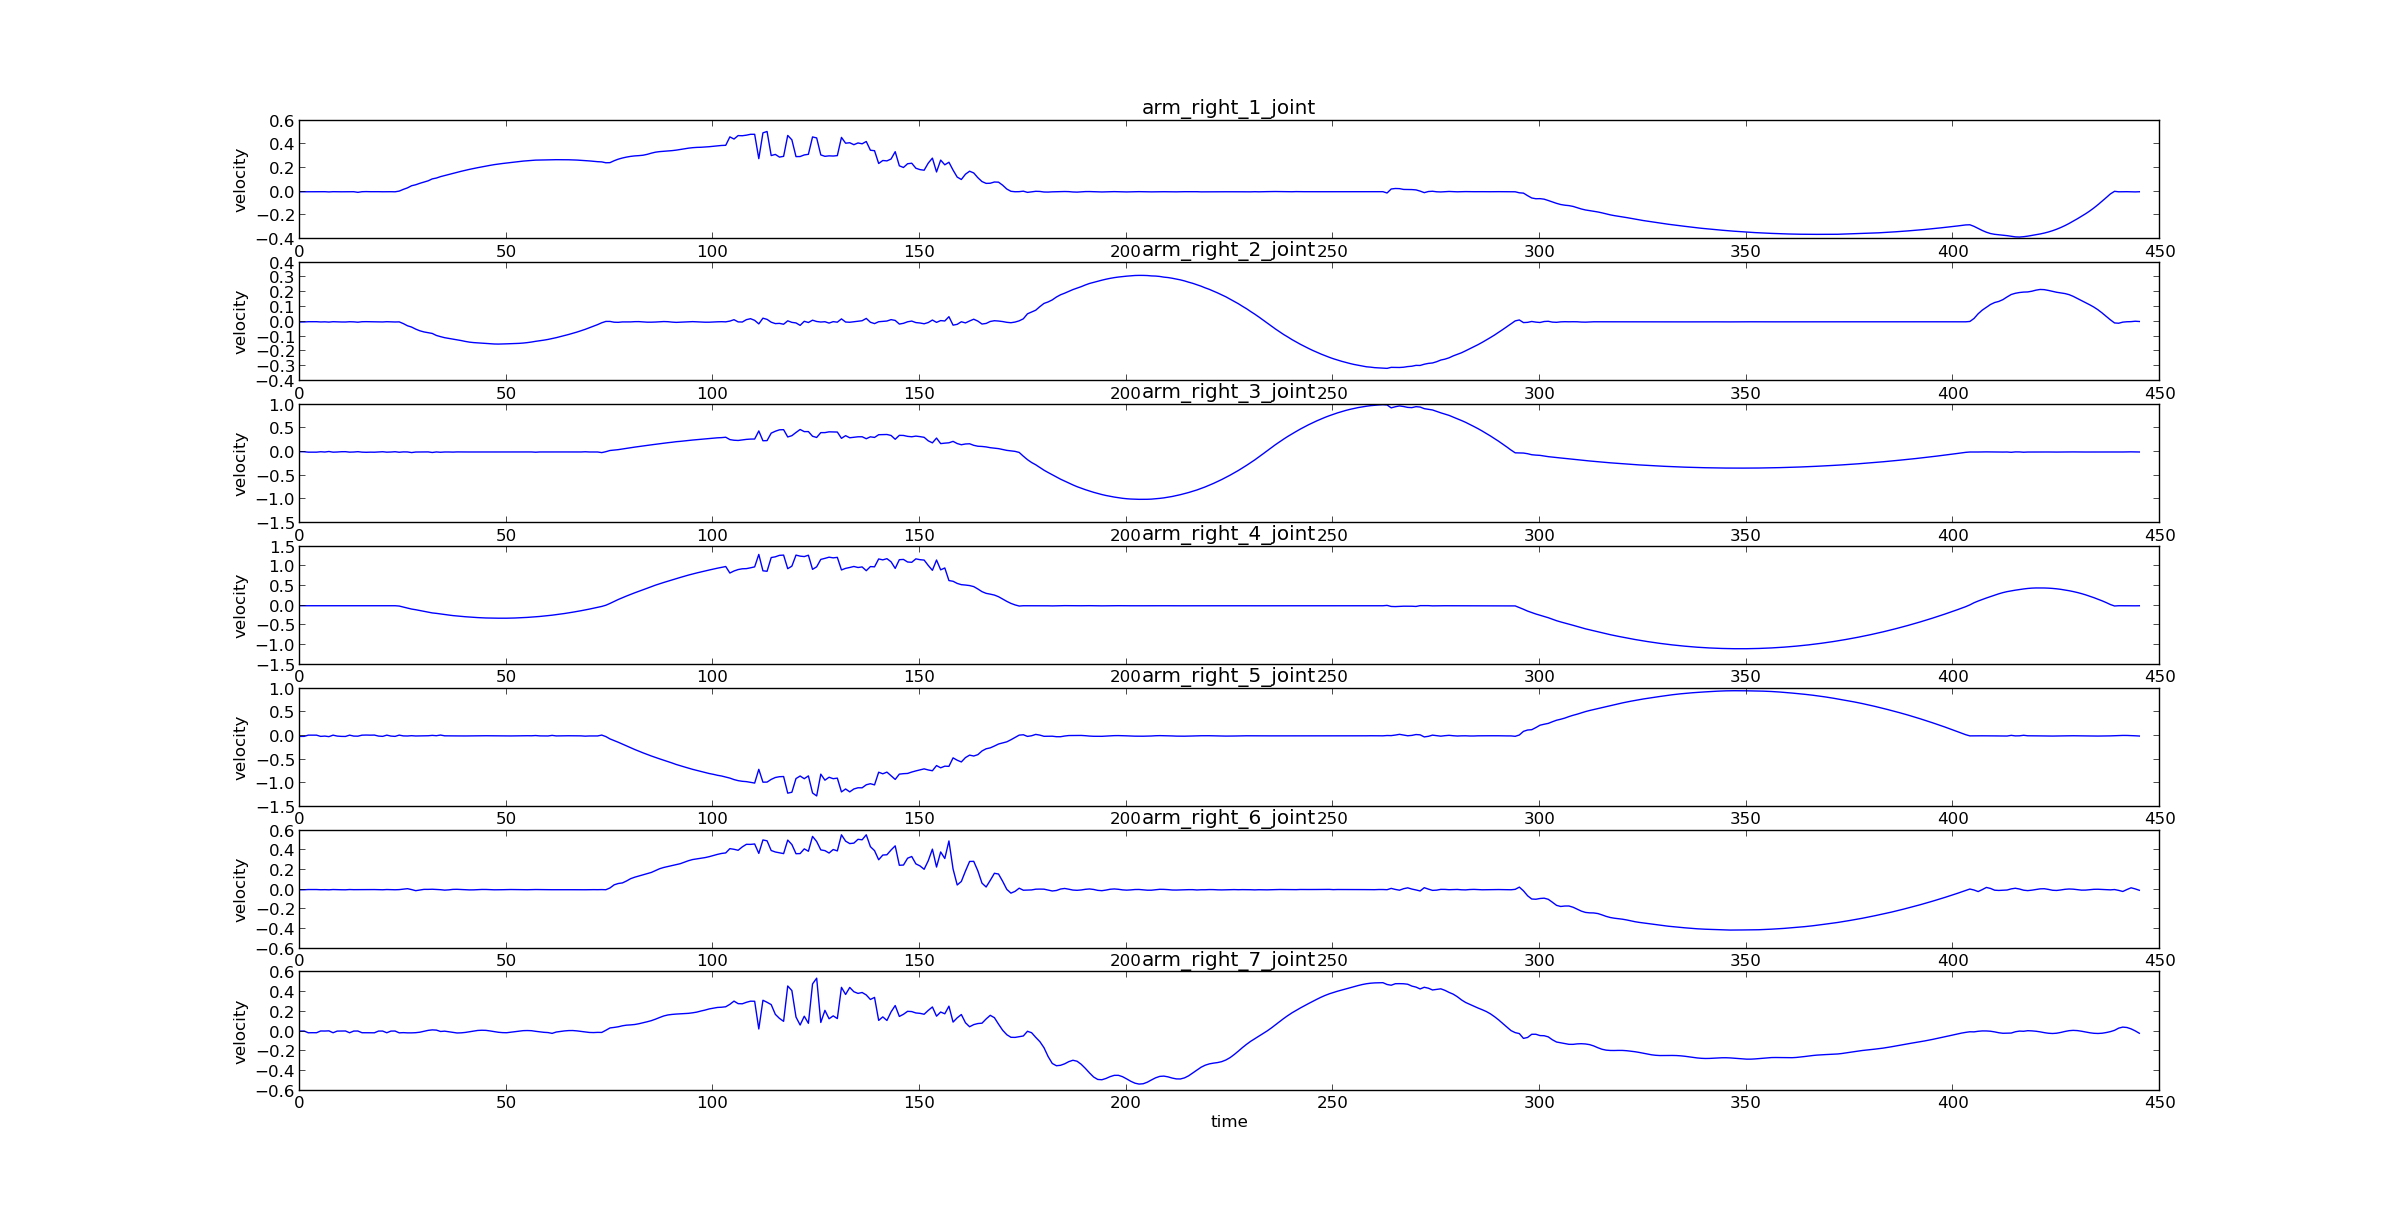 arm_right_1_joint
velocity
0.6
0.4
0.2
0.0
−0.2
−0.4
0 50 100 150 200 250 300 350 400 450
arm_right_2_joint
velocity
0.4
0.3
0.2
0.1
0.0
−0.1
−0.2
−0.3
−0.4
0 50 100 150 200 250 300 350 400 450
arm_right_3_joint
velocity
1.0
0.5
0.0
−0.5
−1.0
−1.5
0 50 100 150 200 250 300 350 400 450
arm_right_4_joint
velocity
1.5
1.0
0.5
0.0
−0.5
−1.0
−1.5
0 50 100 150 200 250 300 350 400 450
arm_right_5_joint
velocity
1.0
0.5
0.0
−0.5
−1.0
−1.5
0 50 100 150 200 250 300 350 400 450
arm_right_6_joint
velocity
0.6
0.4
0.2
0.0
−0.2
−0.4
−0.6
0 50 100 150 200 250 300 350 400 450
arm_right_7_joint
velocity
0.6
0.4
0.2
0.0
−0.2
−0.4
−0.6
0 50 100 150 200 250 300 350 400 450
time